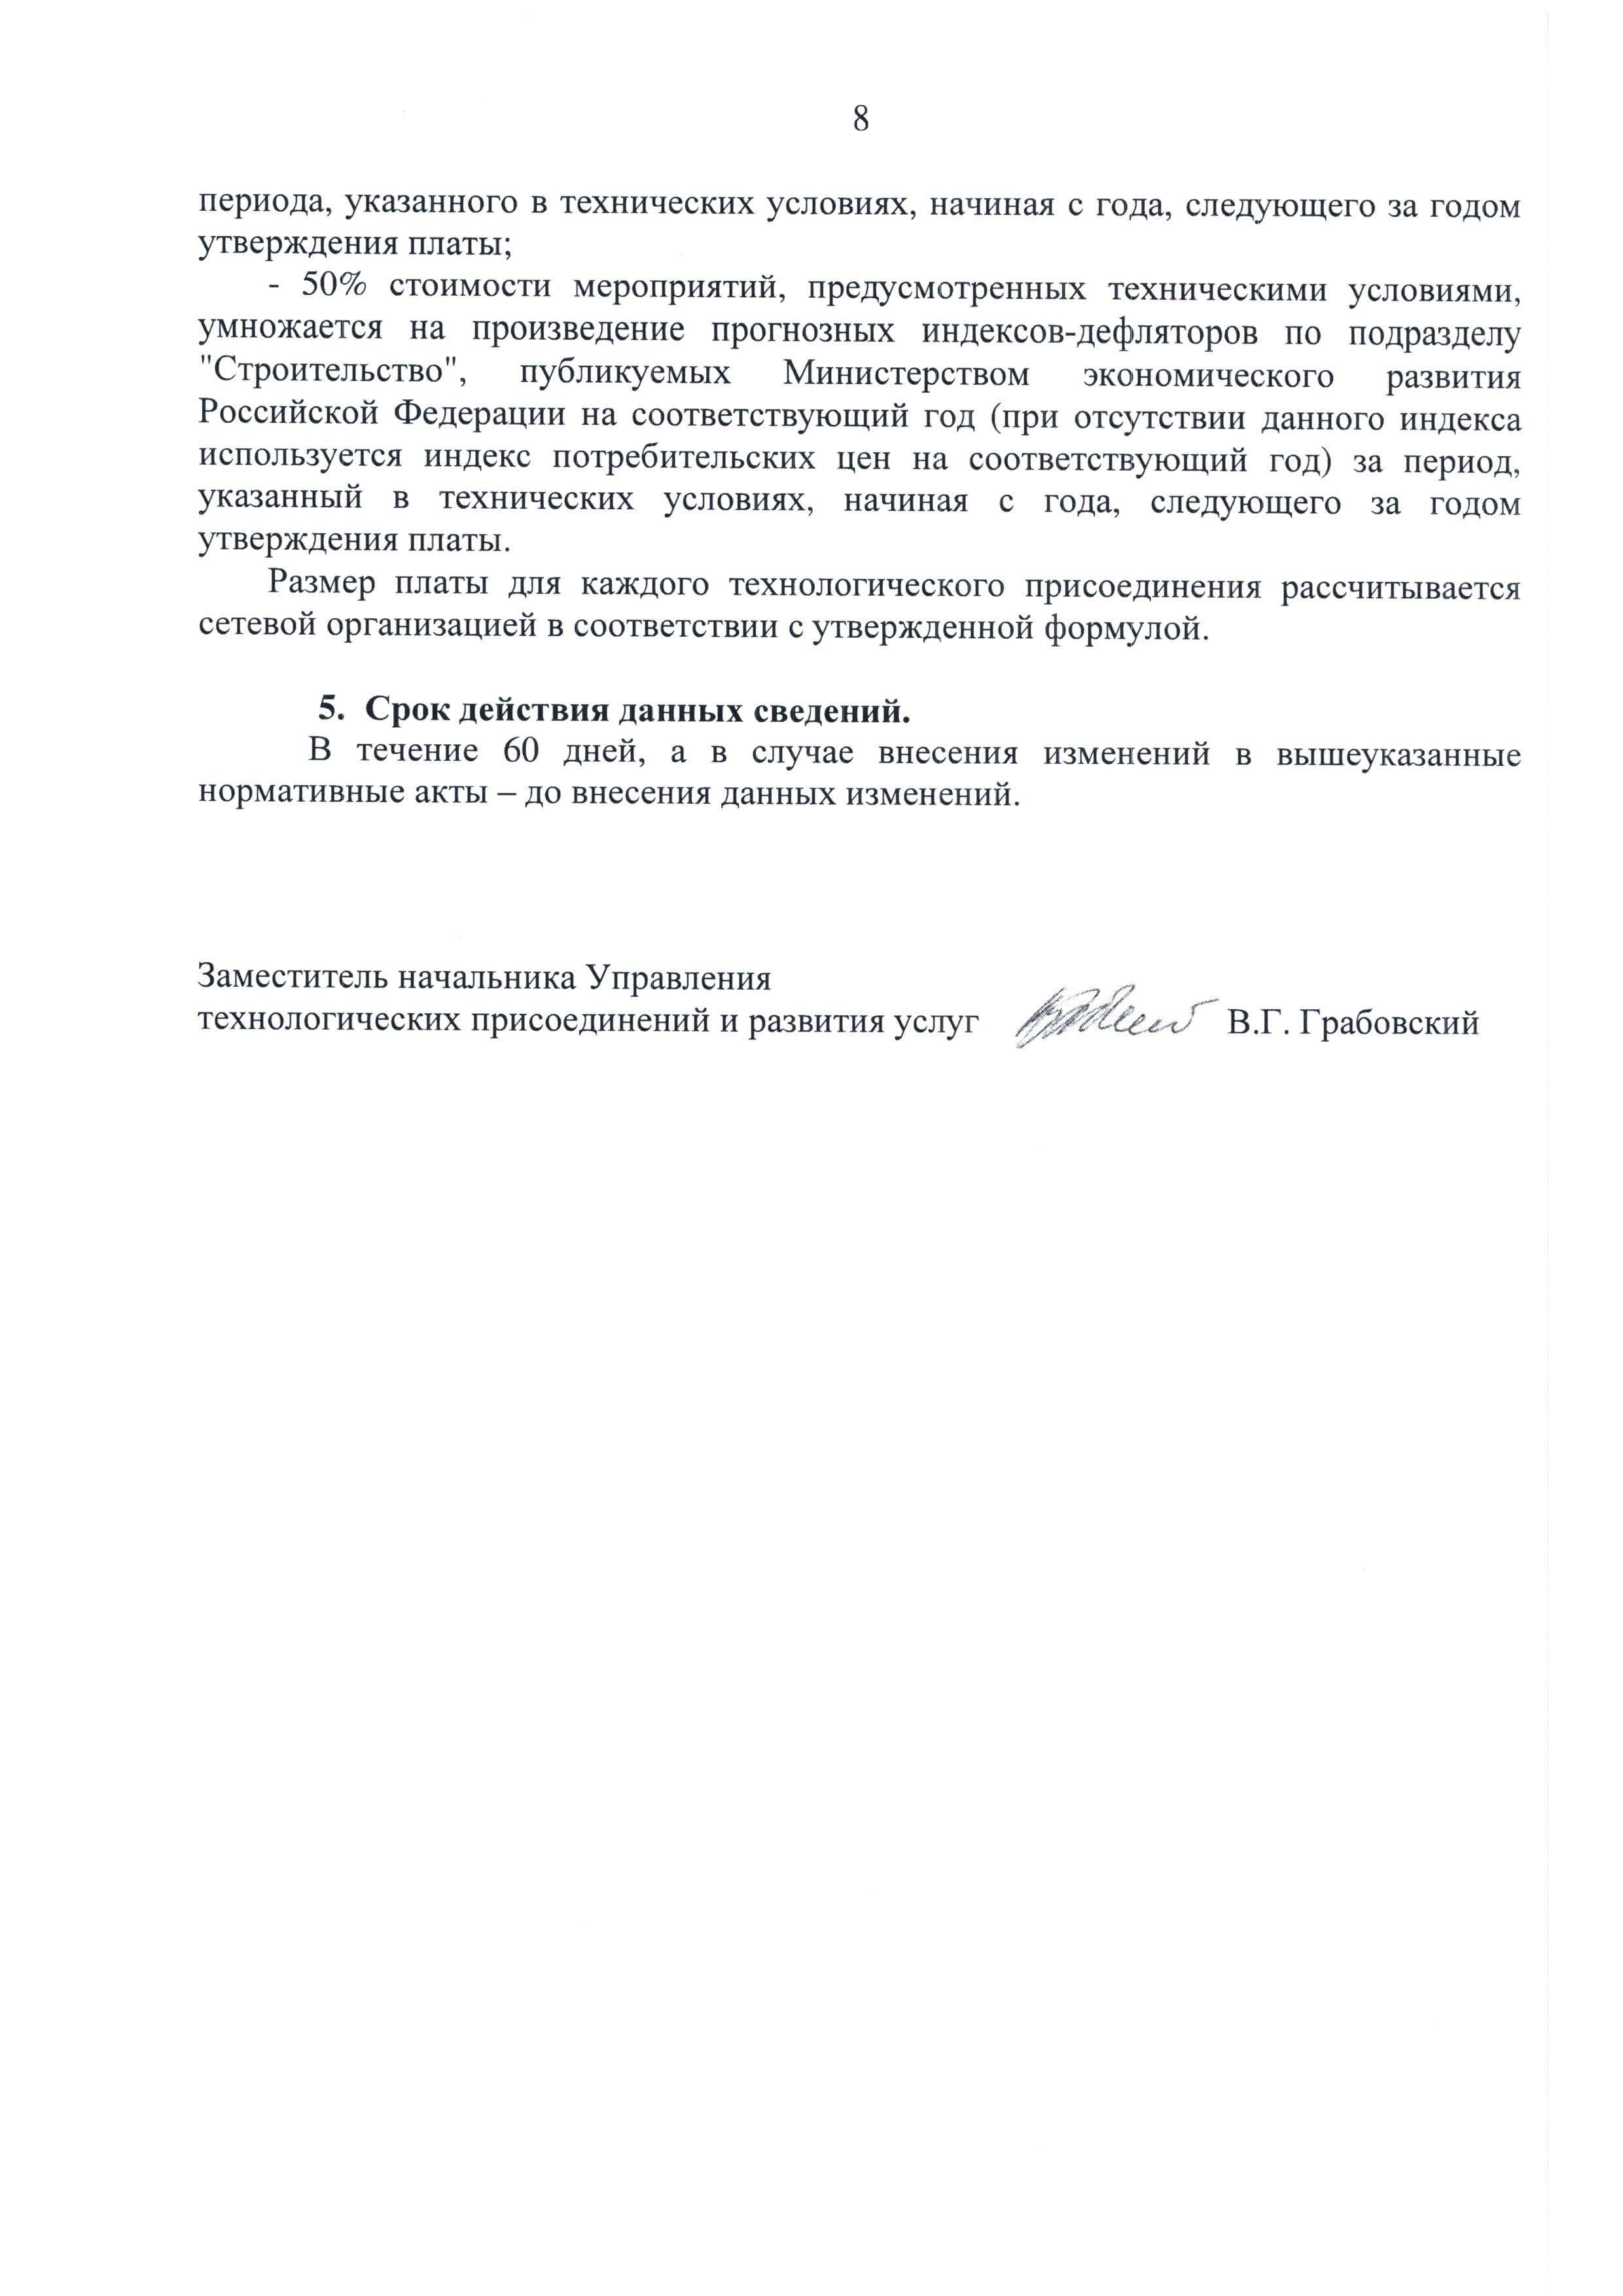 8
периода, указанного в технических условиях, начиная с года, следующего за годом
утверждения платы;
- 50% стоимости мероприятий, предусмотренных техническими условиями,
умножается на произведение прогнозных индексов-дефляторов по подразделу
"Строительство", публикуемых Министерством экономического развития
Российской Федерации на соответствующий год (при отсутствии данного индекса
используется индекс потребительских цен на соответствующий год) за период,
указанный в технических условиях, начиная с года, следующего за годом
утверждения платы.
Размер платы для каждого технологического присоединения рассчитывается
сетевой организацией в соответствии с утвержденной формулой.
5. Срок действия данных сведений.
В течение 60 дней, а в случае внесения изменений в вышеуказанные
нормативные акты – до внесения данных изменений.
Заместитель начальника Управления
технологических присоединений и развития услуг В.Г. Грабовский